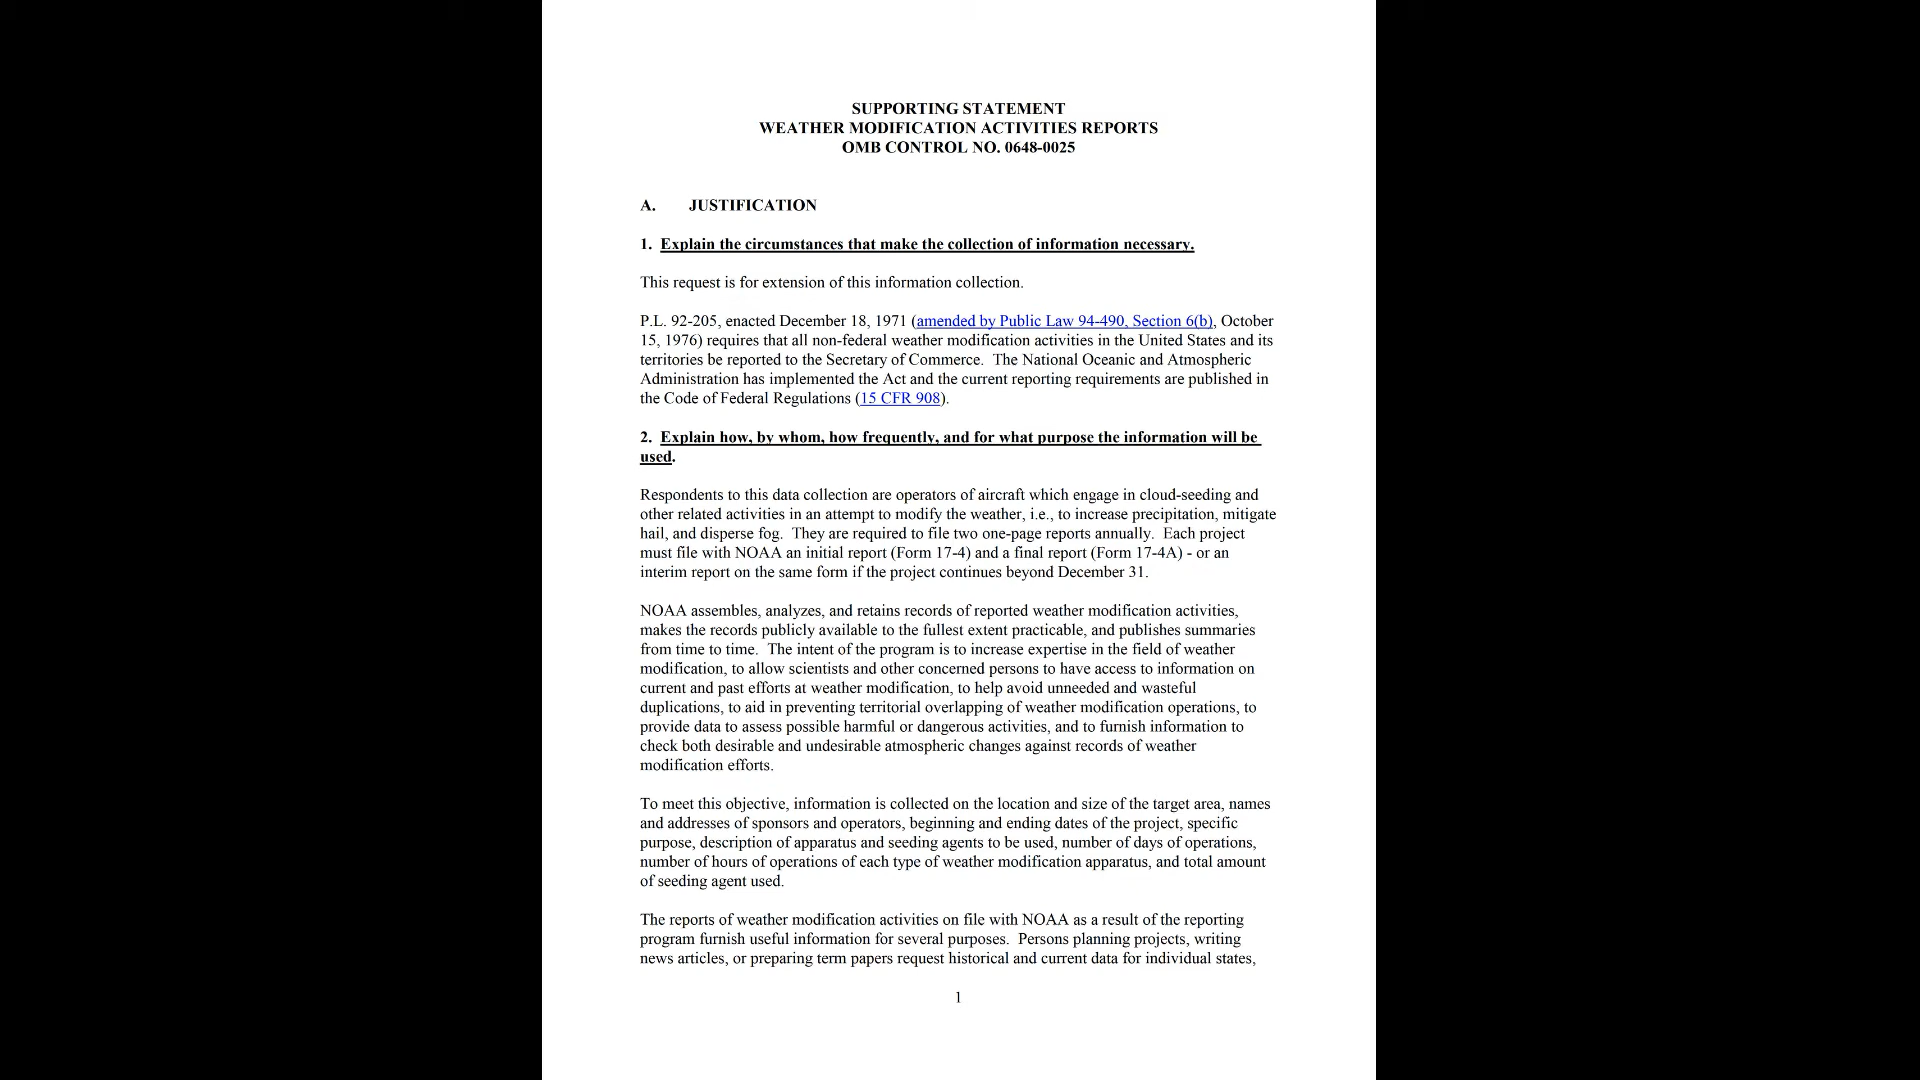 SUPPORTING STATEMENT
WEATHER MODIFICATION ACTIVITIES REPORTS
OMB CONTROL NO. 0648-0025
A. JUSTIFICATION
1. Explain the circumstances that make the collection of information necessary.
This request is for extension of this information collection.
P.L. 92-205, enacted December 18, 1971 (amended by Public Law 94-490, Section 6(b), October
15, 1976) requires that all non-federal weather modification activities in the United States and its
territories be reported to the Secretary of Commerce. The National Oceanic and Atmospheric
Administration has implemented the Act and the current reporting requirements are published in
the Code of Federal Regulations (15 CFR 908).
2. Explain how, by whom, how frequently, and for what purpose the information will be
used.
Respondents to this data collection are operators of aircraft which engage in cloud-seeding and
other related activities in an attempt to modify the weather, i.e., to increase precipitation, mitigate
hail, and disperse fog. They are required to file two one-page reports annually. Each project
must file with NOAA an initial report (Form 17-4) and a final report (Form 17-4A) - or an
interim report on the same form if the project continues beyond December 31.
NOAA assembles, analyzes, and retains records of reported weather modification activities,
makes the records publicly available to the fullest extent practicable, and publishes summaries
from time to time. The intent of the program is to increase expertise in the field of weather
modification, to allow scientists and other concerned persons to have access to information on
current and past efforts at weather modification, to help avoid unneeded and wasteful
duplications, to aid in preventing territorial overlapping of weather modification operations, to
provide data to assess possible harmful or dangerous activities, and to furnish information to
check both desirable and undesirable atmospheric changes against records of weather
modification efforts.
To meet this objective, information is collected on the location and size of the target area, names
and addresses of sponsors and operators, beginning and ending dates of the project, specific
purpose, description of apparatus and seeding agents to be used, number of days of operations,
number of hours of operations of each type of weather modification apparatus, and total amount
of seeding agent used.
The reports of weather modification activities on file with NOAA as a result of the reporting
program furnish useful information for several purposes. Persons planning projects, writing
news articles, or preparing term papers request historical and current data for individual states,
1